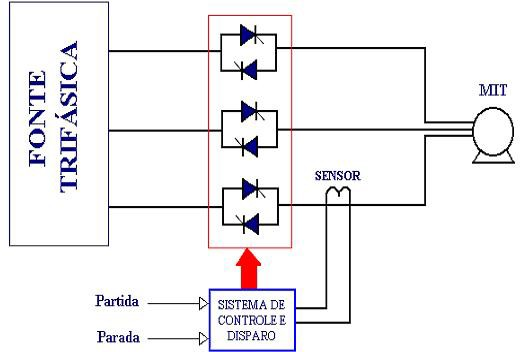 FONTE
TRIFÁSICA
MIT
SENSOR
Partida
Parada
SISTEMA DE
CONTROLE E
DISPARO